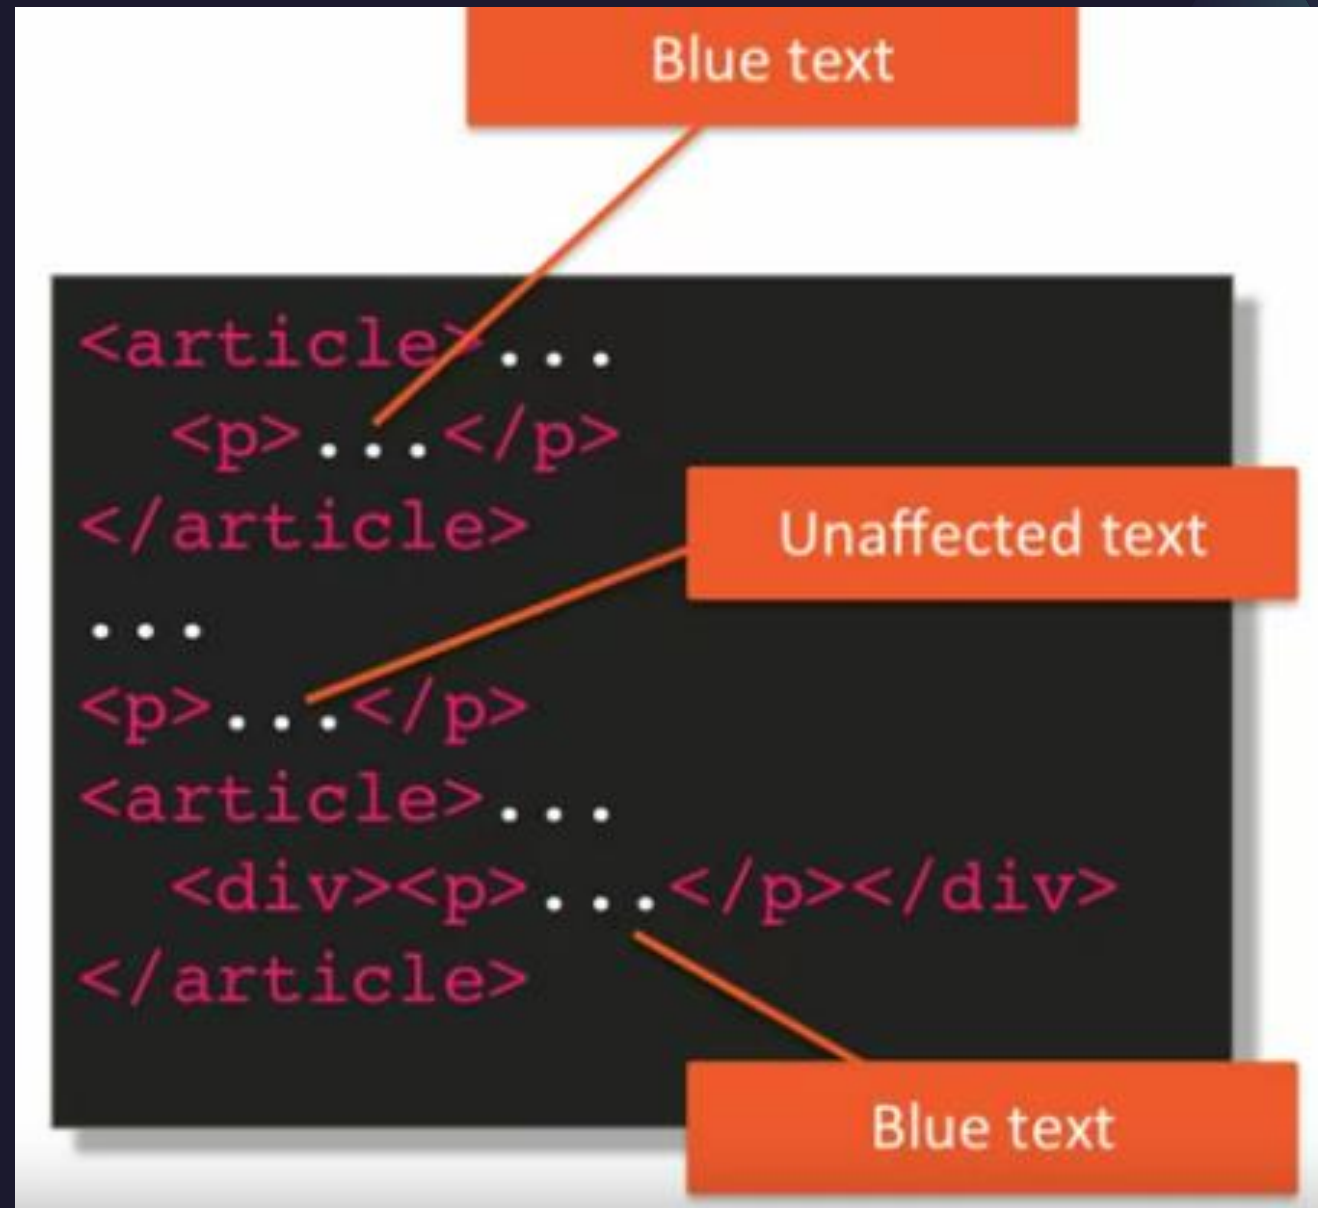 Blue text
<article>...
<p>...</p>
</article>
Unaffected text
...
<p>...</p>
<article>...
<div><p>...</p></div>
</article>
Blue text